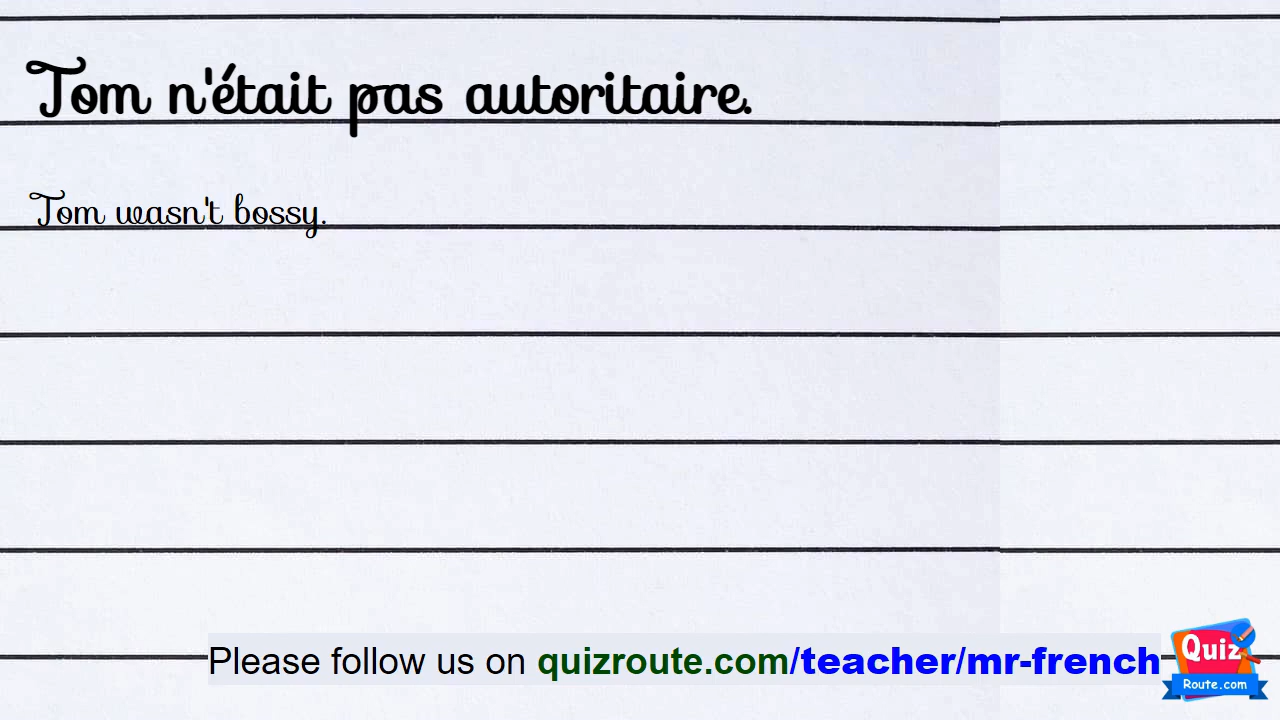 Tom n'était pas autoritaire.
Tom wasn't bossy.
Please follow us on quizroute.com/teacher/mr-french
Quiz
Route.com